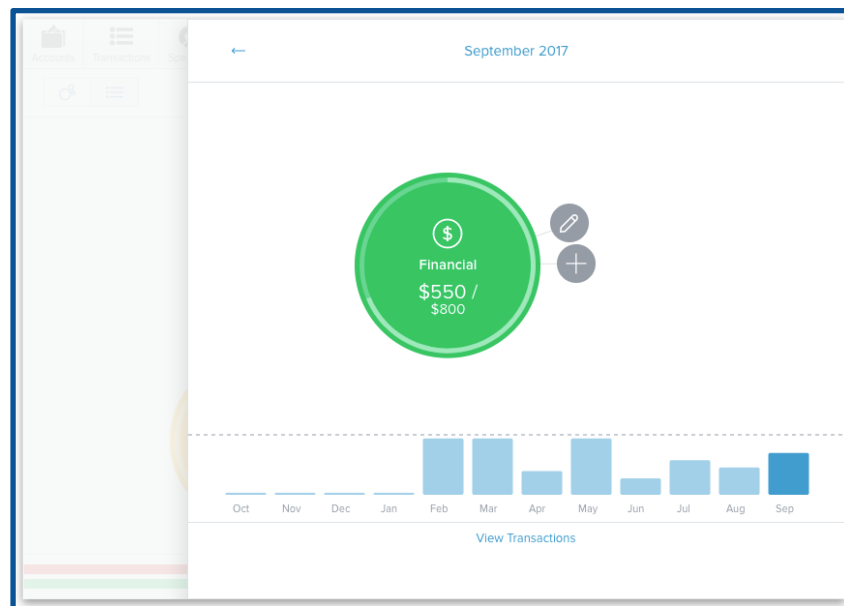 Accounts
Transactions
←
September 2017
$
Financial
$550 /
$800
Oct Nov Dec Jan Feb Mar Apr May Jun Jul Aug Sep
View Transactions